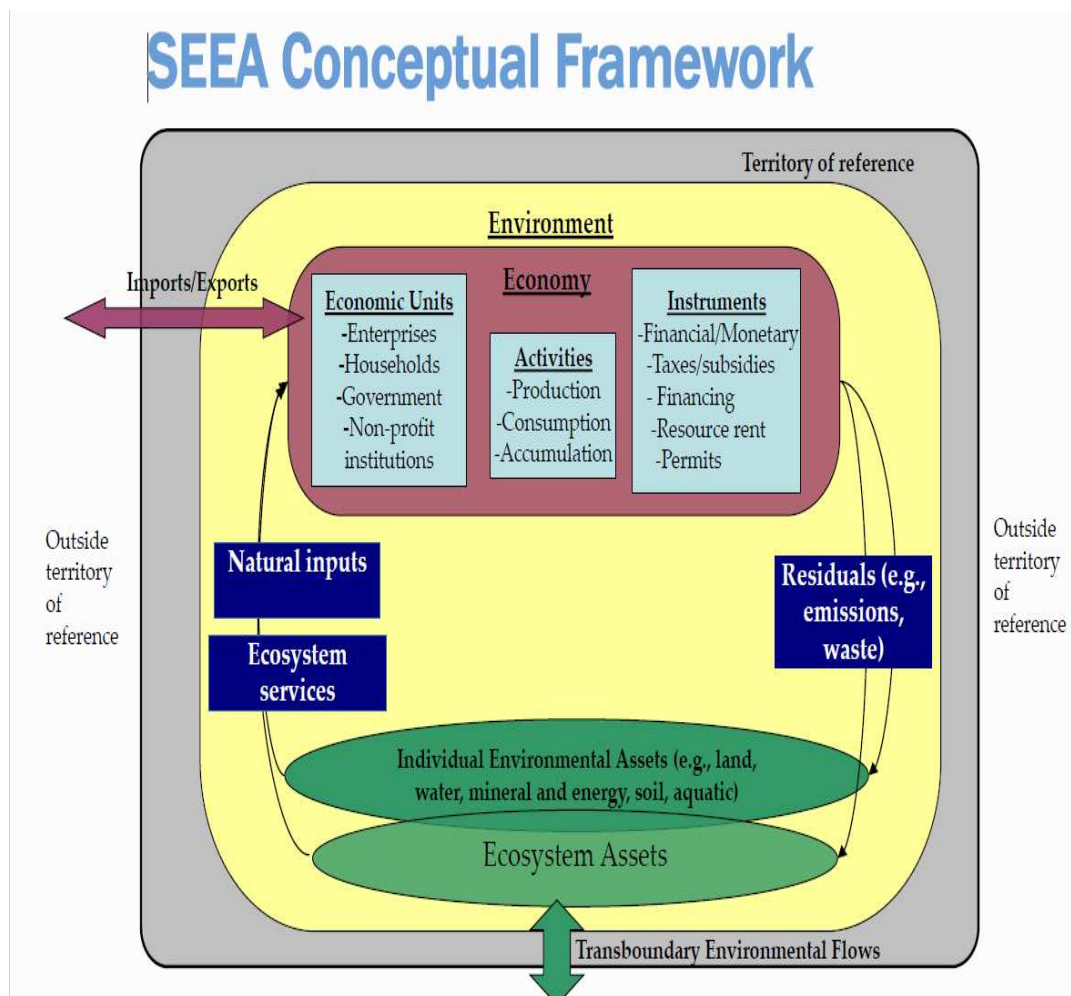 SEEA Conceptual Framework
Territory of reference
Environment
Imports/Exports
Economy
Economic Units
-Enterprises
-Households
-Government
-Non-profit
institutions
Activities
-Production
-Consumption
-Accumulation
Instruments
-Financial/Monetary
-Taxes/subsidies
- Financing
-Resource rent
-Permits
Outside
territory
of
reference
Natural inputs
Ecosystem
services
Residuals (e.g.,
emissions,
waste)
Outside
territory
of
reference
Individual Environmental Assets (e.g., land,
water, mineral and energy, soil, aquatic)
Ecosystem Assets
Transboundary Environmental Flows